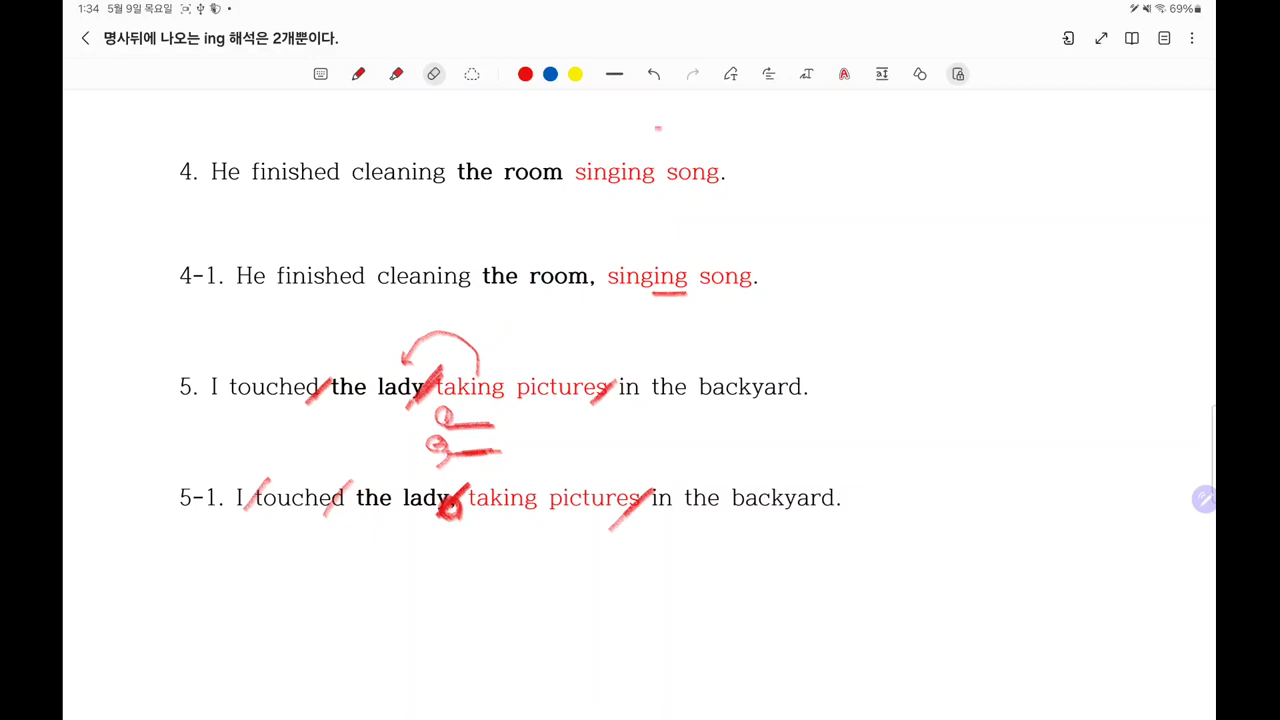 1:34 5월 9일 목요일 69%
명사뒤에 나오는 ing 해석은 2개뿐이다.
4. He finished cleaning the room singing song.
4-1. He finished cleaning the room, singing song.
5. I touched the lady taking pictures in the backyard.
5-1. I touched the lady, taking pictures in the backyard.